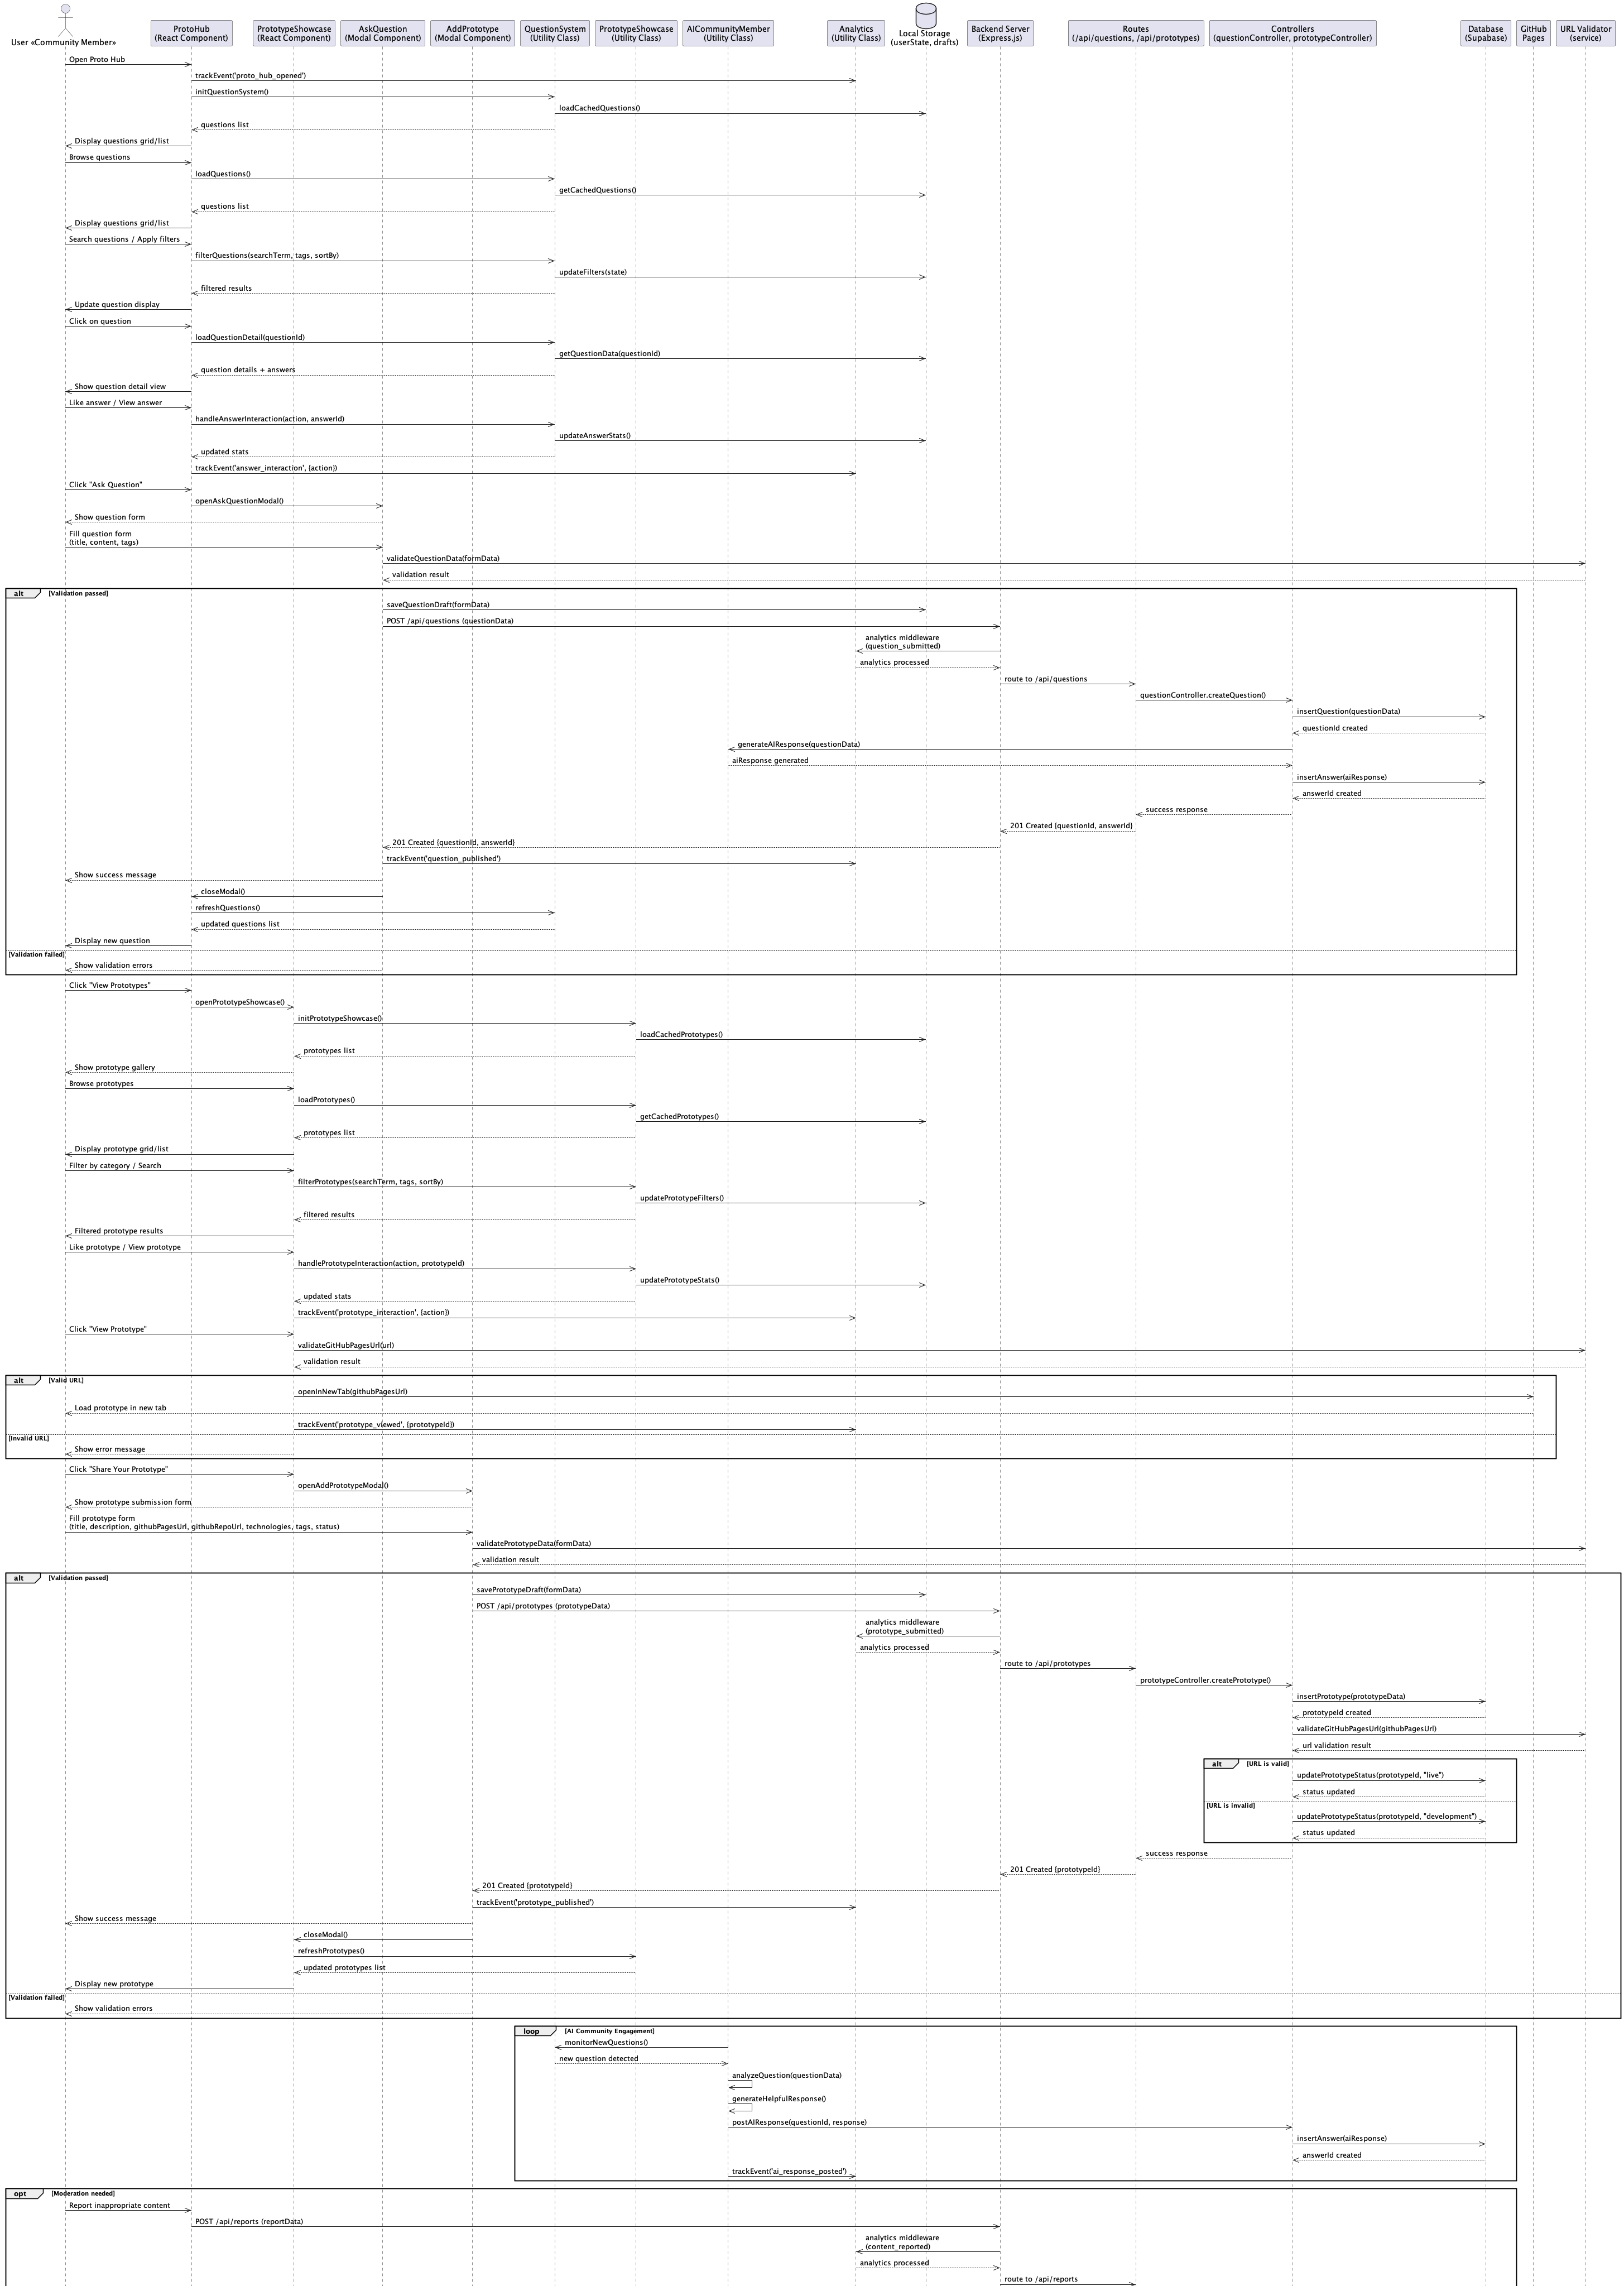 User «Community Member»
ProtoHub
(React Component)
PrototypeShowcase
(React Component)
AskQuestion
(Modal Component)
AddPrototype
(Modal Component)
QuestionSystem
(Utility Class)
PrototypeShowcase
(Utility Class)
AICommunityMember
(Utility Class)
Analytics
(Utility Class)
Local Storage
(userState, drafts)
Backend Server
(Express.js)
Routes
(/api/questions, /api/prototypes)
Controllers
(questionController, prototypeController)
Database
(Supabase)
GitHub
Pages
URL Validator
(service)
Open Proto Hub
trackEvent('proto_hub_opened')
initQuestionSystem()
loadCachedQuestions()
questions list
Display questions grid/list
Browse questions
loadQuestions()
getCachedQuestions()
questions list
Display questions grid/list
Search questions / Apply filters
filterQuestions(searchTerm, tags, sortBy)
updateFilters(state)
filtered results
Update question display
Click on question
loadQuestionDetail(questionId)
getQuestionData(questionId)
question details + answers
Show question detail view
Like answer / View answer
handleAnswerInteraction(action, answerId)
updateAnswerStats()
updated stats
trackEvent('answer_interaction', {action})
Click "Ask Question"
openAskQuestionModal()
Show question form
Fill question form
(title, content, tags)
validateQuestionData(formData)
validation result
alt [Validation passed]
saveQuestionDraft(formData)
POST /api/questions (questionData)
analytics middleware
(question_submitted)
analytics processed
route to /api/questions
questionController.createQuestion()
insertQuestion(questionData)
questionId created
generateAIResponse(questionData)
aiResponse generated
insertAnswer(aiResponse)
answerId created
success response
201 Created {questionId, answerId}
201 Created {questionId, answerId}
trackEvent('question_published')
Show success message
closeModal()
refreshQuestions()
updated questions list
Display new question
[Validation failed]
Show validation errors
Click "View Prototypes"
openPrototypeShowcase()
initPrototypeShowcase()
loadCachedPrototypes()
prototypes list
Show prototype gallery
Browse prototypes
loadPrototypes()
getCachedPrototypes()
prototypes list
Display prototype grid/list
Filter by category / Search
filterPrototypes(searchTerm, tags, sortBy)
updatePrototypeFilters()
filtered results
Filtered prototype results
Like prototype / View prototype
handlePrototypeInteraction(action, prototypeId)
updatePrototypeStats()
updated stats
trackEvent('prototype_interaction', {action})
Click "View Prototype"
validateGitHubPagesUrl(url)
validation result
alt [Valid URL]
openInNewTab(githubPagesUrl)
Load prototype in new tab
trackEvent('prototype_viewed', {prototypeId})
[Invalid URL]
Show error message
Click "Share Your Prototype"
openAddPrototypeModal()
Show prototype submission form
Fill prototype form
(title, description, githubPagesUrl, githubRepoUrl, technologies, tags, status)
validatePrototypeData(formData)
validation result
alt [Validation passed]
savePrototypeDraft(formData)
POST /api/prototypes (prototypeData)
analytics middleware
(prototype_submitted)
analytics processed
route to /api/prototypes
prototypeController.createPrototype()
insertPrototype(prototypeData)
prototypeId created
validateGitHubPagesUrl(githubPagesUrl)
url validation result
alt [URL is valid]
updatePrototypeStatus(prototypeId, "live")
status updated
[URL is invalid]
updatePrototypeStatus(prototypeId, "development")
status updated
success response
201 Created {prototypeId}
201 Created {prototypeId}
trackEvent('prototype_published')
Show success message
closeModal()
refreshPrototypes()
updated prototypes list
Display new prototype
[Validation failed]
Show validation errors
loop [AI Community Engagement]
monitorNewQuestions()
new question detected
analyzeQuestion(questionData)
generateHelpfulResponse()
postAIResponse(questionId, response)
insertAnswer(aiResponse)
answerId created
trackEvent('ai_response_posted')
opt [Moderation needed]
Report inappropriate content
POST /api/reports (reportData)
analytics middleware
(content_reported)
analytics processed
route to /api/reports